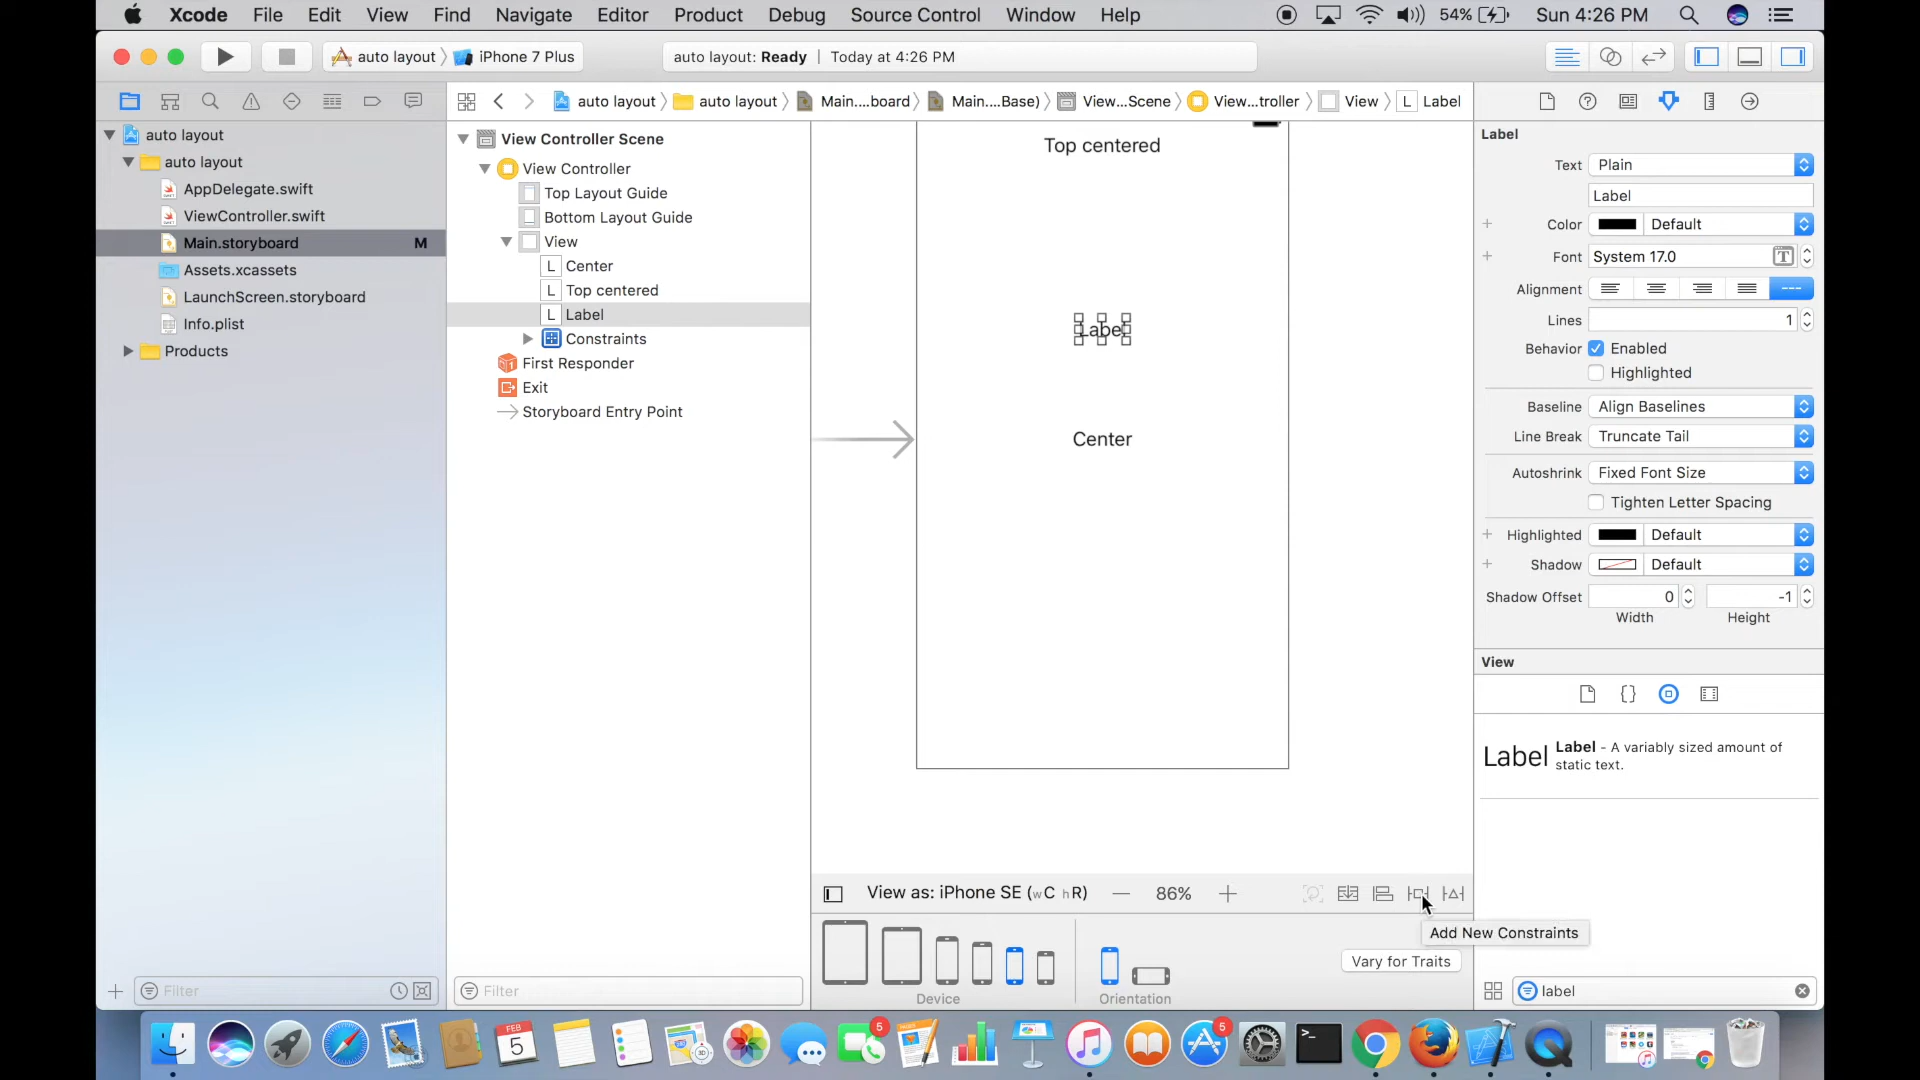 Xcode File Edit View Find Navigate Editor Product Debug Source Control Window Help 54% Sun 4:26 PM
auto layout iPhone 7 Plus auto layout: Ready | Today at 4:26 PM
auto layout auto layout Main....board Main....Base) View...Scene View...troller View L Label
auto layout
auto layout
AppDelegate.swift
ViewController.swift
Main.storyboard M
Assets.xcassets
LaunchScreen.storyboard
Info.plist
Products
Filter
View Controller Scene
View Controller
Top Layout Guide
Bottom Layout Guide
View
L Center
L Top centered
L Label
Constraints
First Responder
Exit
Storyboard Entry Point
Filter
Top centered
Label
Center
View as: iPhone SE (wC hR) 86%
Add New Constraints
Vary for Traits
Device Orientation
Label
Text Plain
Label
Color Default
Font System 17.0 T
Alignment
Lines 1
Behavior Enabled
Highlighted
Baseline Align Baselines
Line Break Truncate Tail
Autoshrink Fixed Font Size
Tighten Letter Spacing
Highlighted Default
Shadow Default
Shadow Offset 0 -1
Width Height
View
Label Label - A variably sized amount of
static text.
label
FEB
5
5
5